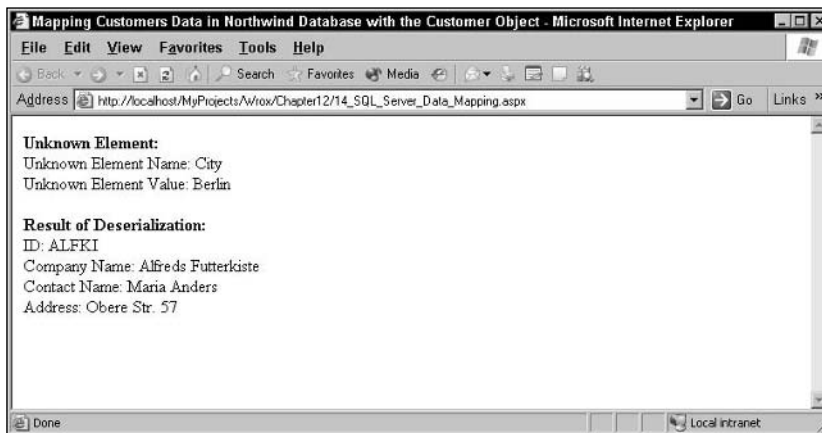 Mapping Customers Data in Northwind Database with the Customer Object - Microsoft Internet Explorer
File Edit View Favorites Tools Help
Back Search Favorites Media
Address http://localhost/MyProjects/Wrox/Chapter12/14_SQL_Server_Data_Mapping.aspx Go Links »
Unknown Element:
Unknown Element Name: City
Unknown Element Value: Berlin
Result of Deserialization:
ID: ALFKI
Company Name: Alfreds Futterkiste
Contact Name: Maria Anders
Address: Obere Str. 57
Done Local intranet